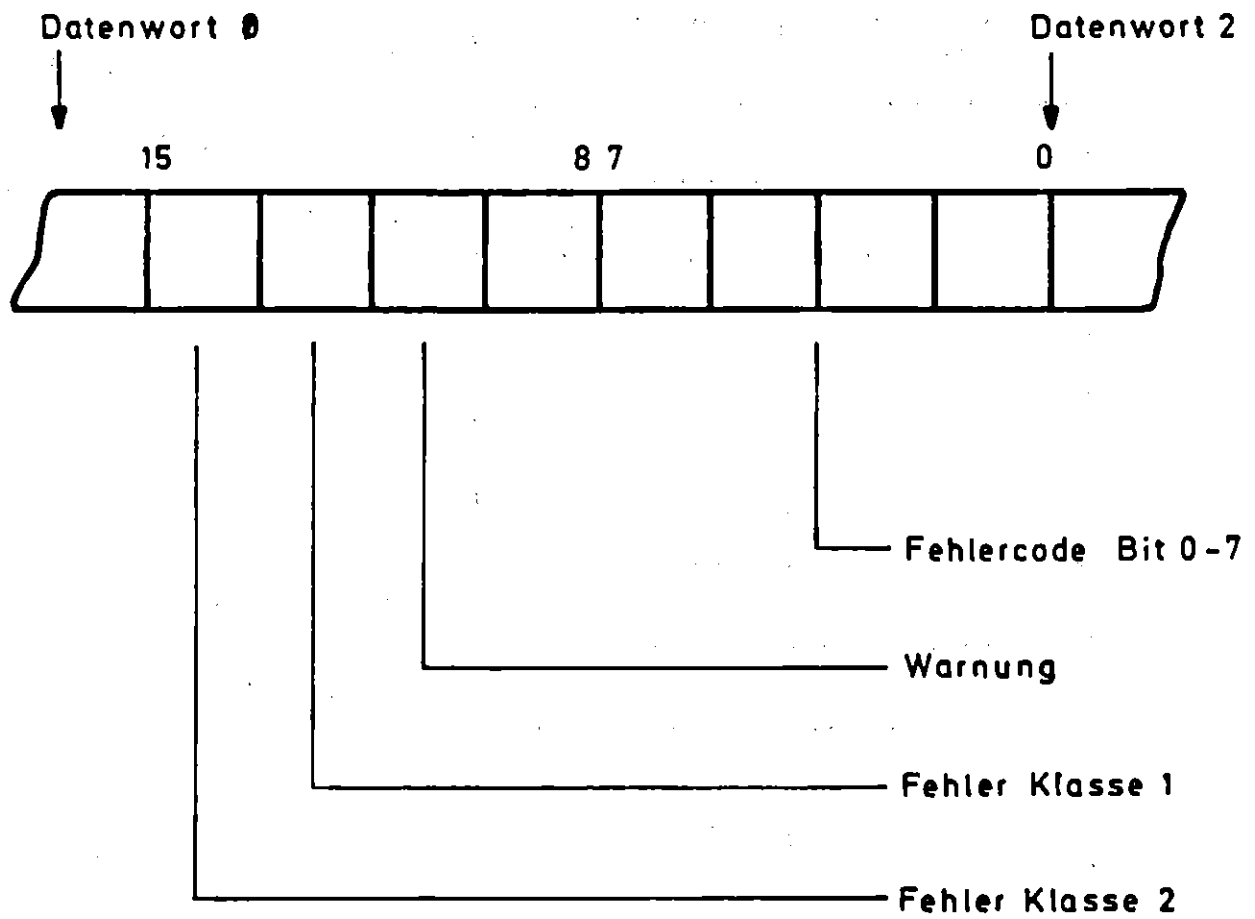 Datenwort 0 Datenwort 2
15 8 7 0
Fehlercode Bit 0-7
Warnung
Fehler Klasse 1
Fehler Klasse 2